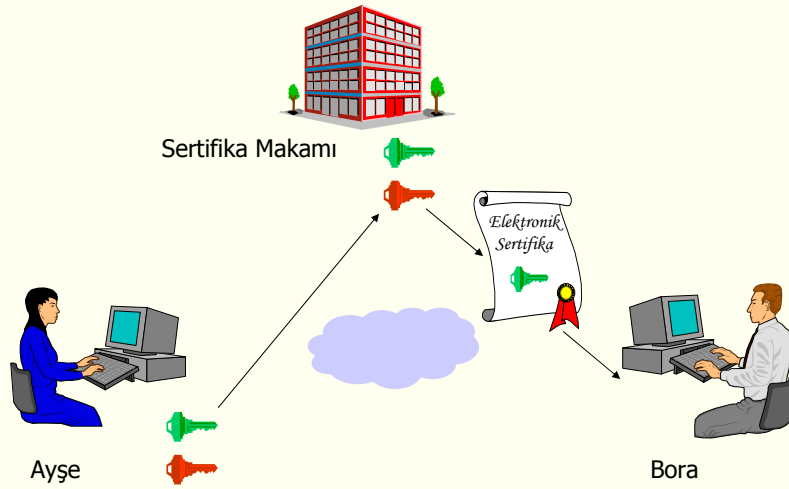 Sertifika Makamı
Elektronik
Sertifika
Ayşe
Bora